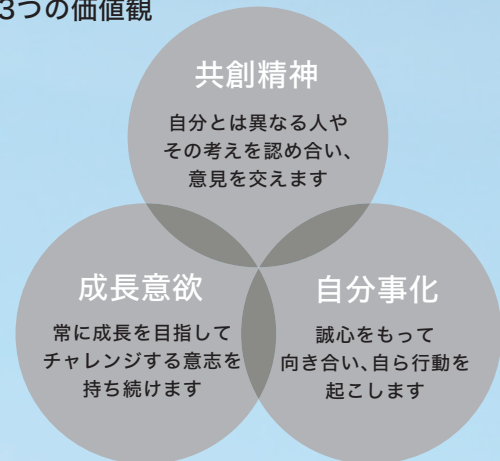 3つの価値観
共創精神
自分とは異なる人や
その考えを認め合い、
意見を交えます
成長意欲
常に成長を目指して
チャレンジする意志を
持ち続けます
自分事化
誠心をもって
向き合い、自ら行動を
起こします